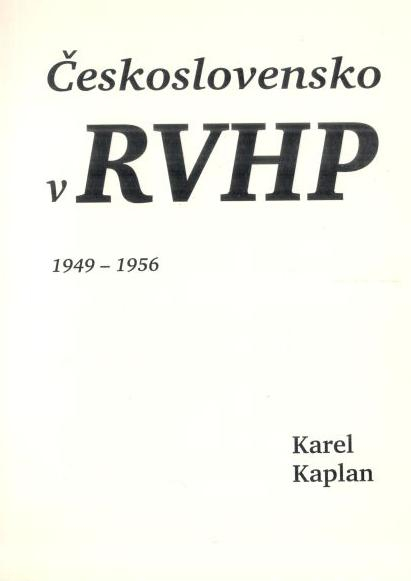 Československo
v RVHP
1949 – 1956
Karel
Kaplan